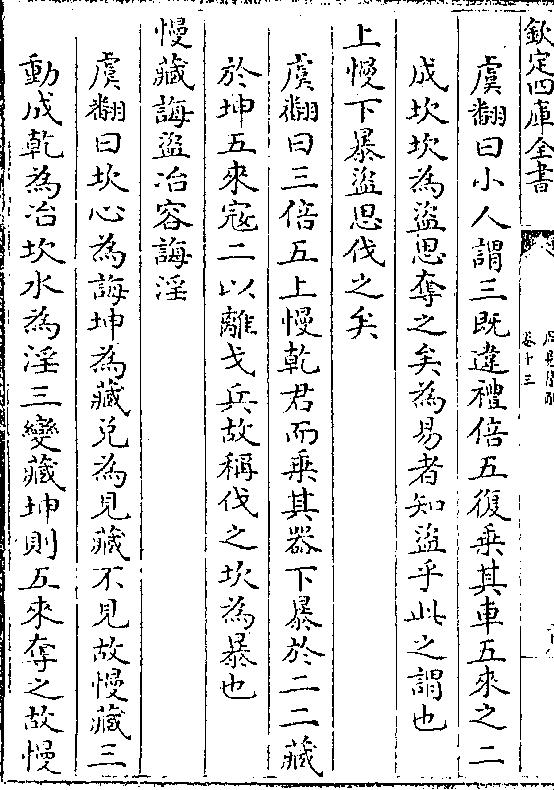 欽定四庫全書
卷十三
虞翻曰小人謂三既違禮倍五復乗其車五來之二
成坎坎為盜思奪之矣為易者知盜乎此之謂也
上慢下暴盜思伐之矣
虞翻曰三倍五上慢乾君而乗其器下暴於二二藏
於坤五來寇二以離戈兵故稱伐之坎為暴也
慢藏誨盜冶容誨淫
虞翻曰坎心為誨坤為藏兌為見藏不見故慢藏三
動成乾為冶坎水為淫三變藏坤則五來奪之故慢